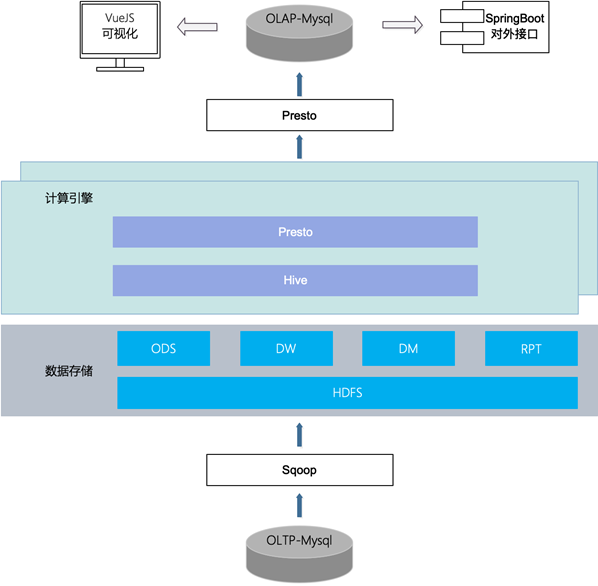 VueJS
可视化
OLAP-Mysql
SpringBoot
对外接口
Presto
计算引擎
Presto
Hive
ODS
DW
DM
RPT
数据存储
HDFS
Sqoop
OLTP-Mysql